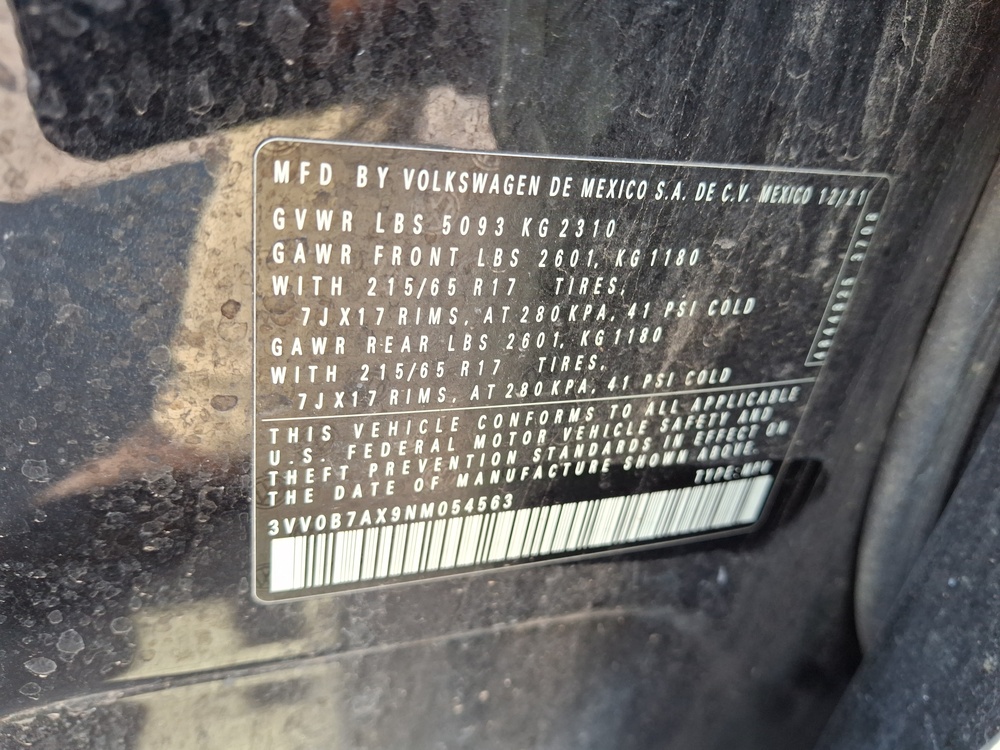 MFD BY VOLKSWAGEN DE MEXICO S.A. DE C.V. MEXICO 12/21
GVWR LBS 5093 KG 2310
GAWR FRONT LBS 2601, KG 1180
WITH 215/65 R17 TIRES,
7JX17 RIMS, AT 280 KPA, 41 PSI COLD
GAWR REAR LBS 2601, KG 1180
WITH 215/65 R17 TIRES,
7JX17 RIMS, AT 280 KPA, 41 PSI COLD
THIS VEHICLE CONFORMS TO ALL APPLICABLE
U.S. FEDERAL MOTOR VEHICLE SAFETY AND
THEFT PREVENTION STANDARDS IN EFFECT ON
THE DATE OF MANUFACTURE SHOWN ABOVE.
TYPE: MPV
3VV0B7AX9NM054563